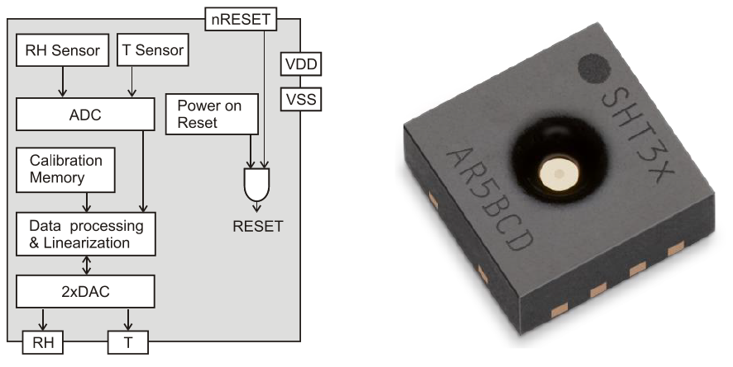 nRESET
RH Sensor
T Sensor
VDD
VSS
ADC
Power on
Reset
Calibration
Memory
Data processing
& Linearization
RESET
2xDAC
RH
T
SHT3x
AR5BCD